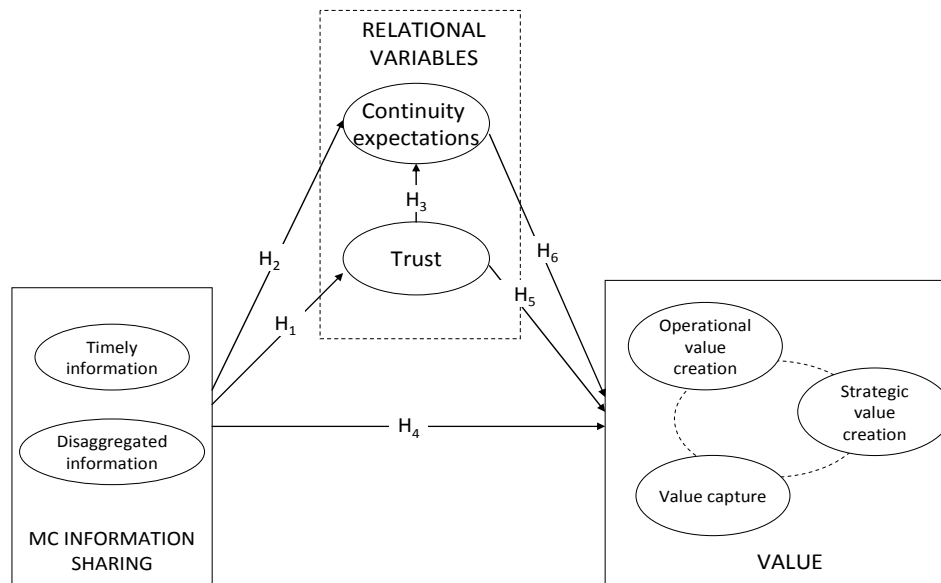 RELATIONAL
VARIABLES
Continuity
expectations
H₃
Trust
H₂
H₁
H₆
H₅
H₄
Timely
information
Disaggregated
information
MC INFORMATION
SHARING
Operational
value
creation
Strategic
value
creation
Value capture
VALUE